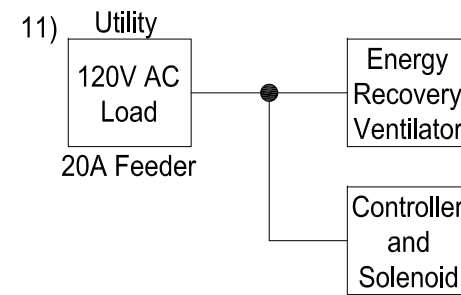 11)
Utility
120V AC
Load
20A Feeder
Energy
Recovery
Ventilator
Controller
and
Solenoid